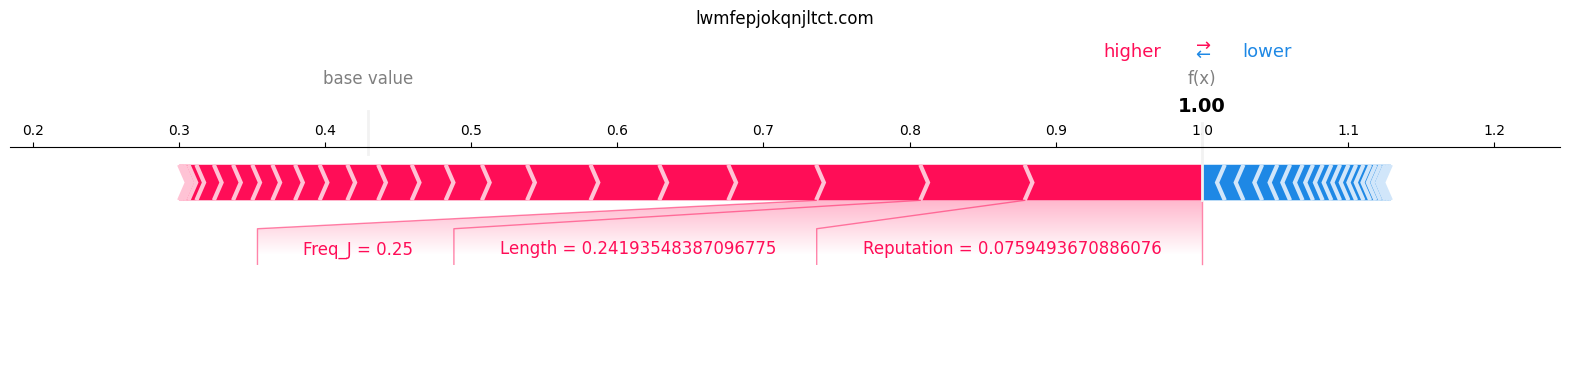 lwmfepjokqnjltct.com
higher ⇄ lower
base value f(x)
1.00
0.2 0.3 0.4 0.5 0.6 0.7 0.8 0.9 1.0 1.1 1.2
Freq_J = 0.25 Length = 0.24193548387096775 Reputation = 0.0759493670886076